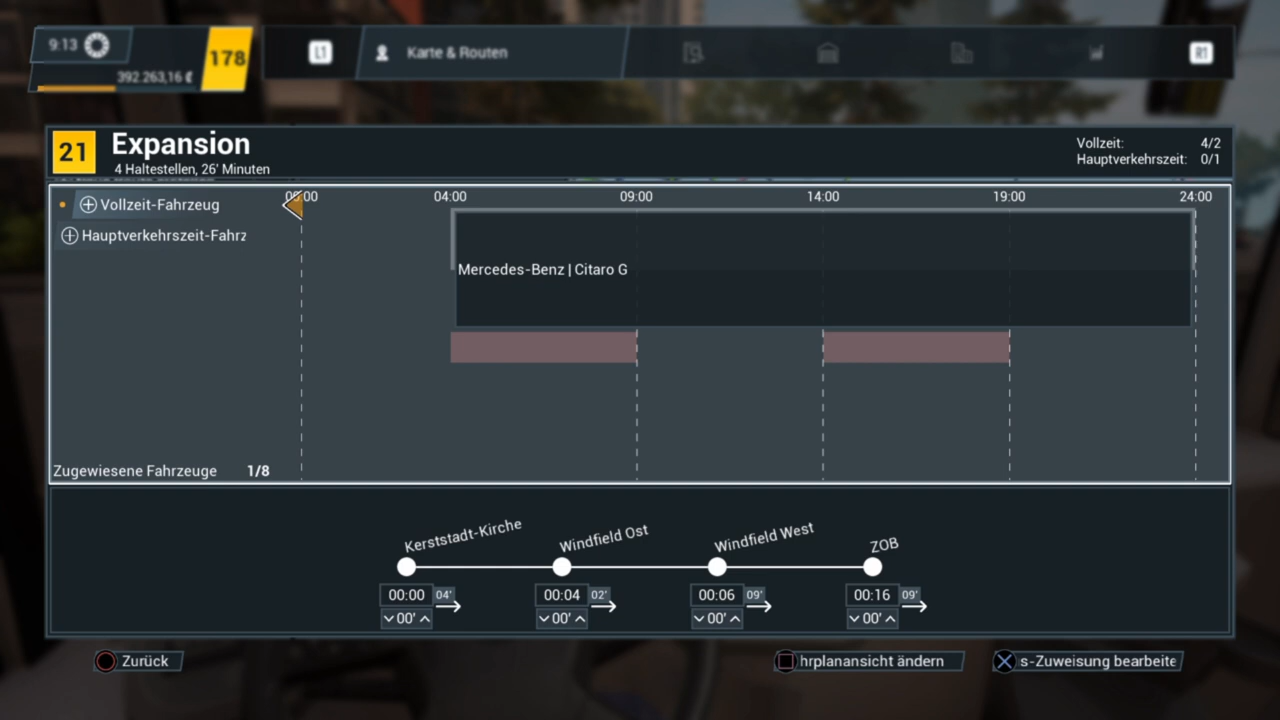 9:13
392.263,16 ₡
178
L1
Karte & Routen
R1
21
Expansion
4 Haltestellen, 26' Minuten
Vollzeit: 4/2
Hauptverkehrszeit: 0/1
04:00 09:00 14:00 19:00 24:00
Vollzeit-Fahrzeug
Hauptverkehrszeit-Fahrz
Mercedes-Benz | Citaro G
Zugewiesene Fahrzeuge 1/8
Kerststadt-Kirche Windfield Ost Windfield West ZOB
00:00 04' 00:04 02' 00:06 09' 00:16 09'
00' 00' 00' 00'
Zurück
hrplanansicht ändern
s-Zuweisung bearbeite